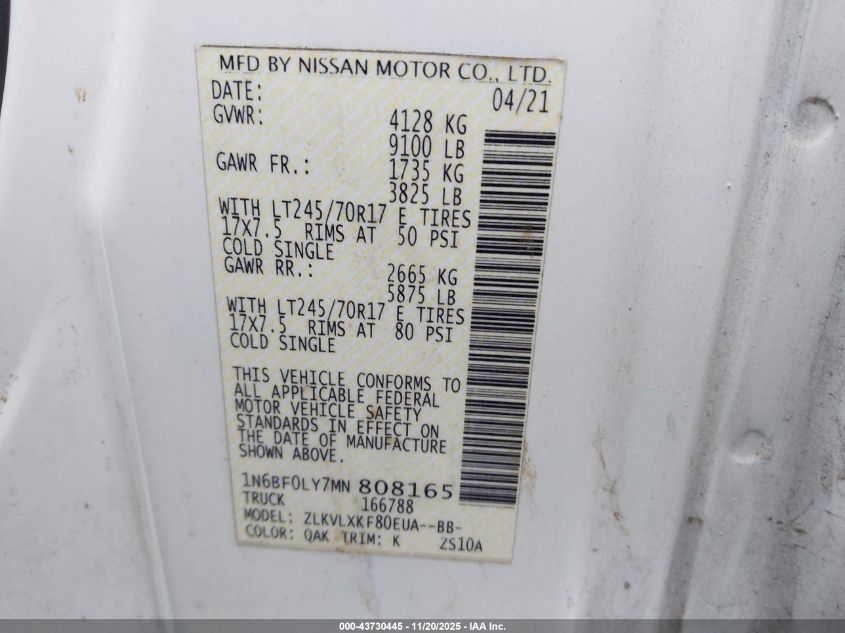 MFD BY NISSAN MOTOR CO., LTD.
DATE: 04/21
GVWR: 4128 KG
9100 LB
GAWR FR.: 1735 KG
3825 LB
WITH LT245/70R17 E TIRES
17X7.5 RIMS AT 50 PSI
COLD SINGLE
GAWR RR.: 2665 KG
5875 LB
WITH LT245/70R17 E TIRES
17X7.5 RIMS AT 80 PSI
COLD SINGLE
THIS VEHICLE CONFORMS TO
ALL APPLICABLE FEDERAL
MOTOR VEHICLE SAFETY
STANDARDS IN EFFECT ON
THE DATE OF MANUFACTURE
SHOWN ABOVE.
1N6BF0LY7MN808165
TRUCK 166788
MODEL: ZLKVLXKF80EUA--BB-
COLOR: QAK TRIM: K 2S10A
000-43730445 - 11/20/2025 - IAA Inc.